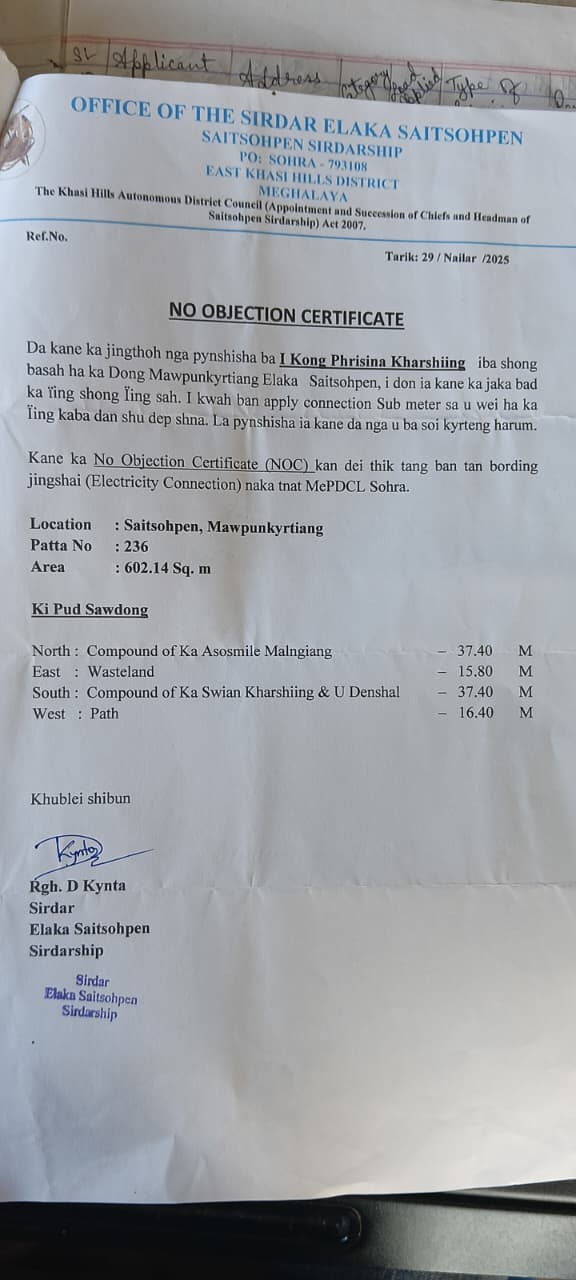 SL Applicant Address Category Load applied Type of
OFFICE OF THE SIRDAR ELAKA SAITSOHPEN
SAITSOHPEN SIRDARSHIP
PO: SOHRA - 793108
EAST KHASI HILLS DISTRICT
MEGHALAYA
The Khasi Hills Autonomous District Council (Appointment and Succession of Chiefs and Headman of
Saitsohpen Sirdarship) Act 2007.
Ref.No.
Tarik: 29 / Nailar /2025
NO OBJECTION CERTIFICATE
Da kane ka jingthoh nga pynshisha ba I Kong Phrisina Kharshiing iba shong
basah ha ka Dong Mawpunkyrtiang Elaka Saitsohpen, i don ia kane ka jaka bad
ka ïing shong Ïing sah. I kwah ban apply connection Sub meter sa u wei ha ka
Ïing kaba dan shu dep shna. La pynshisha ia kane da nga u ba soi kyrteng harum.
Kane ka No Objection Certificate (NOC) kan dei thik tang ban tan bording
jingshai (Electricity Connection) naka tnat MePDCL Sohra.
Location : Saitsohpen, Mawpunkyrtiang
Patta No : 236
Area : 602.14 Sq. m
Ki Pud Sawdong
North : Compound of Ka Asosmile Malngiang – 37.40 M
East : Wasteland – 15.80 M
South : Compound of Ka Swian Kharshiing & U Denshal – 37.40 M
West : Path – 16.40 M
Khublei shibun
Kynta
Rgh. D Kynta
Sirdar
Elaka Saitsohpen
Sirdarship
Sirdar
Elaka Saitsohpen
Sirdarship